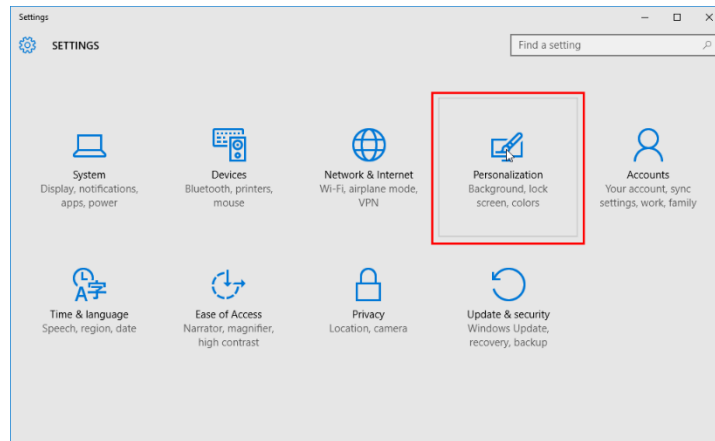 Settings
SETTINGS
Find a setting
System
Display, notifications,
apps, power
Devices
Bluetooth, printers,
mouse
Network & Internet
Wi-Fi, airplane mode,
VPN
Personalization
Background, lock
screen, colors
Accounts
Your account, sync
settings, work, family
A字
Time & language
Speech, region, date
Ease of Access
Narrator, magnifier,
high contrast
Privacy
Location, camera
Update & security
Windows Update,
recovery, backup